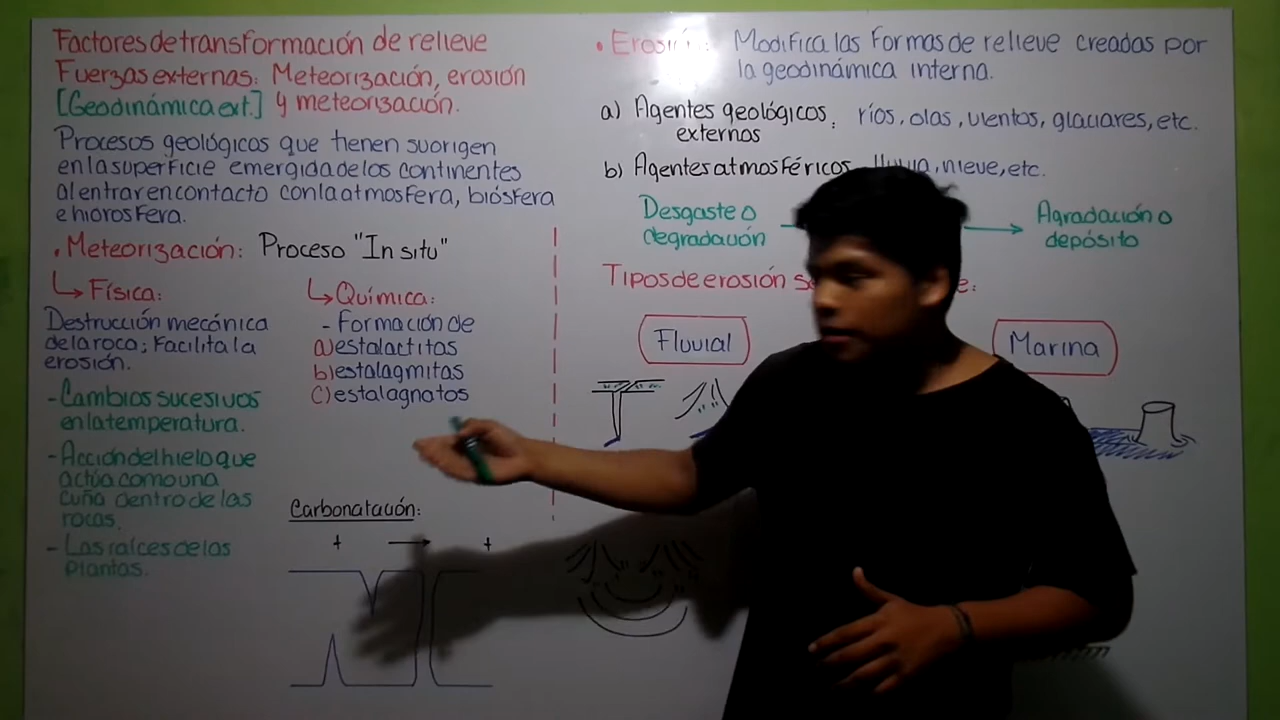 Factores de transformación de relieve
Fuerzas externas: Meteorización, erosión
[Geodinámica ext.] y meteorización.
Procesos geológicos que tienen su origen
en la superficie emergida de los continentes
al entrar en contacto con la atmosfera, biósfera
e hidrosfera.
• Meteorización: Proceso "In situ"
Física:
Destrucción mecánica
de la roca; Facilita la
erosión.
- Cambios sucesivos
en la temperatura.
- Acción del hielo que
actúa como una
cuña dentro de las
rocas.
- Las raíces de las
plantas.
Química:
- Formación de
a) estalactitas
b) estalagmitas
c) estalagnatos
Carbonatación:
+ → +
• Erosión: Modifica las Formas de relieve creadas por
la geodinámica interna.
a) Agentes geológicos : ríos, olas, vientos, glaciares, etc.
externos
b) Agentes atmosféricos lluvia, nieve, etc.
Desgaste o → Agradación o
degradación depósito
Tipos de erosión
Fluvial
Marina